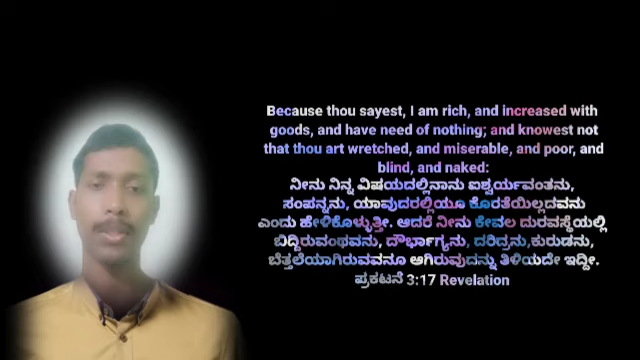 Because thou sayest, I am rich, and increased with
goods, and have need of nothing; and knowest not
that thou art wretched, and miserable, and poor, and
blind, and naked:
ನೀನು ನಿನ್ನ ವಿಷಯದಲ್ಲಿನಾನು ಐಶ್ವರ್ಯವಂತನು,
ಸಂಪನ್ನನು, ಯಾವುದರಲ್ಲಿಯೂ ಕೊರತೆಯಿಲ್ಲದವನು
ಎಂದು ಹೇಳಿಕೊಳ್ಳುತ್ತೀ. ಆದರೆ ನೀನು ಕೇವಲ ದುರವಸ್ಥೆಯಲ್ಲಿ
ಬಿದ್ದಿರುವಂಥವನು, ದೌರ್ಭಾಗ್ಯನು, ದರಿದ್ರನು,ಕುರುಡನು,
ಬೆತ್ತಲೆಯಾಗಿರುವವನೂ ಆಗಿರುವುದನ್ನು ತಿಳಿಯದೇ ಇದ್ದೀ.
ಪ್ರಕಟನೆ 3:17 Revelation